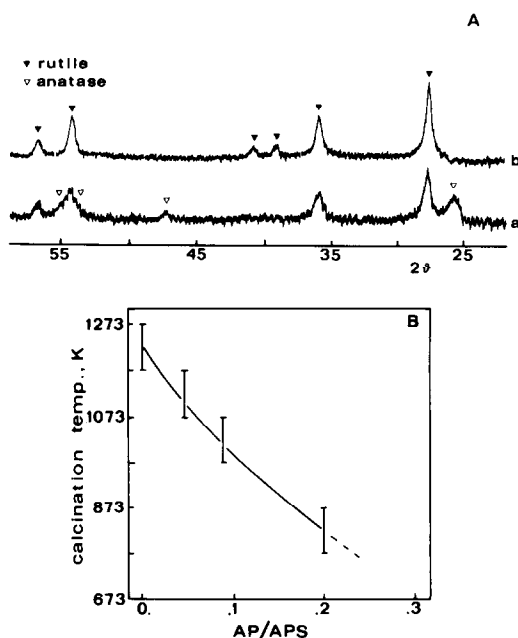 A
▼ rutile
▽ anatase
b
a
55 45 35 25
2ϑ
B
calcination temp., K
1273
1073
873
673
0. .1 .2 .3
AP/APS